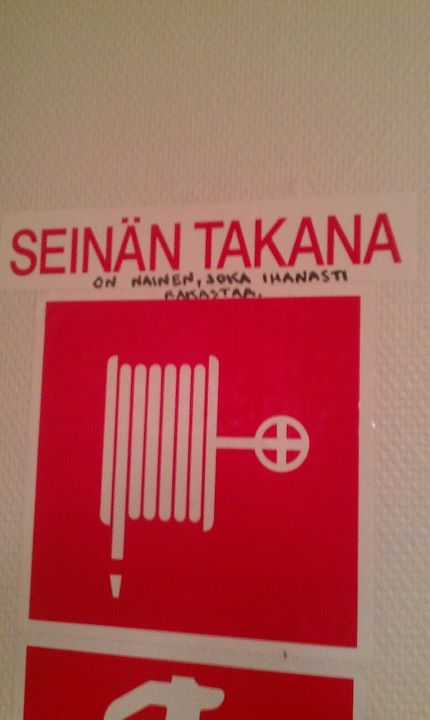 SEINÄN TAKANA
ON NAINEN, JOKA IHANASTI
RAKASTAA.